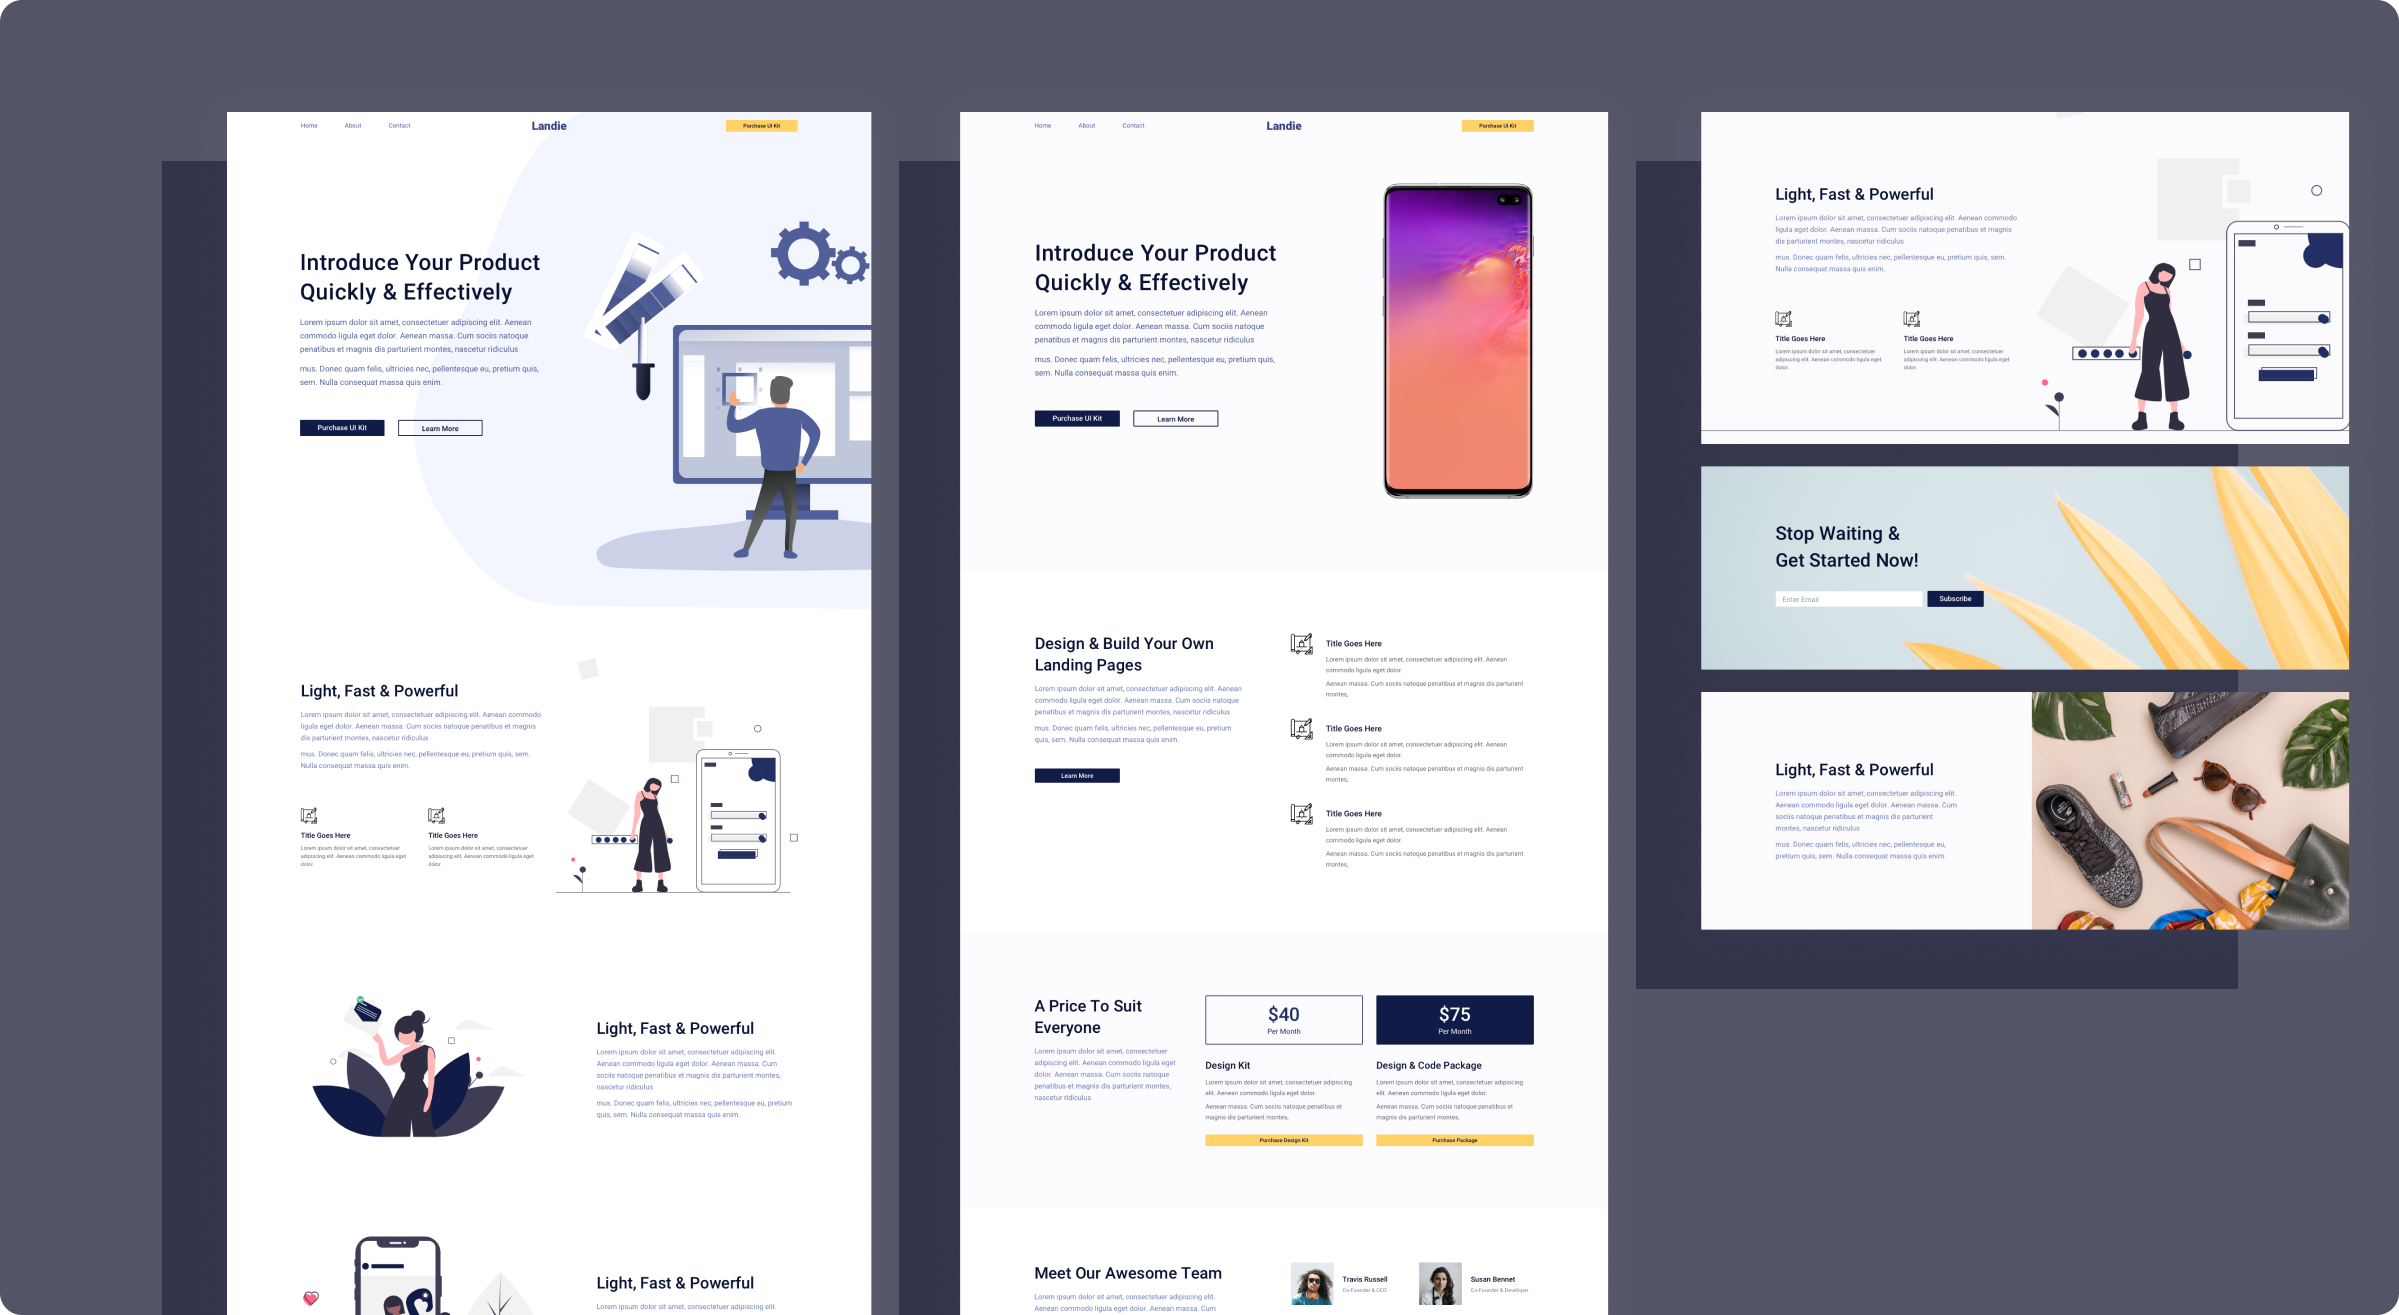 Home About Contact
Landie
Purchase UI Kit
Introduce Your Product
Quickly & Effectively
Lorem ipsum dolor sit amet, consectetuer adipiscing elit. Aenean
commodo ligula eget dolor. Aenean massa. Cum sociis natoque
penatibus et magnis dis parturient montes, nascetur ridiculus
mus. Donec quam felis, ultricies nec, pellentesque eu, pretium quis,
sem. Nulla consequat massa quis enim.
Purchase UI Kit
Learn More
Light, Fast & Powerful
Lorem ipsum dolor sit amet, consectetuer adipiscing elit. Aenean commodo
ligula eget dolor. Aenean massa. Cum sociis natoque penatibus et magnis
dis parturient montes, nascetur ridiculus
mus. Donec quam felis, ultricies nec, pellentesque eu, pretium quis, sem.
Nulla consequat massa quis enim.
Title Goes Here
Lorem ipsum dolor sit amet, consectetuer
adipiscing elit. Aenean commodo ligula eget
dolor.
Title Goes Here
Lorem ipsum dolor sit amet, consectetuer
adipiscing elit. Aenean commodo ligula eget
dolor.
Light, Fast & Powerful
Lorem ipsum dolor sit amet, consectetuer adipiscing elit.
Aenean commodo ligula eget dolor. Aenean massa. Cum
sociis natoque penatibus et magnis dis parturient montes,
nascetur ridiculus
mus. Donec quam felis, ultricies nec, pellentesque eu, pretium
quis, sem. Nulla consequat massa quis enim.
Light, Fast & Powerful
Lorem ipsum dolor sit amet, consectetuer adipiscing elit.
Home About Contact
Landie
Purchase UI Kit
Introduce Your Product
Quickly & Effectively
Lorem ipsum dolor sit amet, consectetuer adipiscing elit. Aenean
commodo ligula eget dolor. Aenean massa. Cum sociis natoque
penatibus et magnis dis parturient montes, nascetur ridiculus
mus. Donec quam felis, ultricies nec, pellentesque eu, pretium quis,
sem. Nulla consequat massa quis enim.
Purchase UI Kit
Learn More
Design & Build Your Own
Landing Pages
Lorem ipsum dolor sit amet, consectetuer adipiscing elit. Aenean
commodo ligula eget dolor. Aenean massa. Cum sociis natoque
penatibus et magnis dis parturient montes, nascetur ridiculus
mus. Donec quam felis, ultricies nec, pellentesque eu, pretium
quis, sem. Nulla consequat massa quis enim.
Learn More
Title Goes Here
Lorem ipsum dolor sit amet, consectetuer adipiscing elit. Aenean
commodo ligula eget dolor.
Aenean massa. Cum sociis natoque penatibus et magnis dis parturient
montes,
Title Goes Here
Lorem ipsum dolor sit amet, consectetuer adipiscing elit. Aenean
commodo ligula eget dolor.
Aenean massa. Cum sociis natoque penatibus et magnis dis parturient
montes,
Title Goes Here
Lorem ipsum dolor sit amet, consectetuer adipiscing elit. Aenean
commodo ligula eget dolor.
Aenean massa. Cum sociis natoque penatibus et magnis dis parturient
montes,
A Price To Suit
Everyone
Lorem ipsum dolor sit amet, consectetuer
adipiscing elit. Aenean commodo ligula eget
dolor. Aenean massa. Cum sociis natoque
penatibus et magnis dis parturient montes,
nascetur ridiculus
$40
Per Month
Design Kit
Lorem ipsum dolor sit amet, consectetuer adipiscing
elit. Aenean commodo ligula eget dolor.
Aenean massa. Cum sociis natoque penatibus et
magnis dis parturient montes,
Purchase Design Kit
$75
Per Month
Design & Code Package
Lorem ipsum dolor sit amet, consectetuer adipiscing
elit. Aenean commodo ligula eget dolor.
Aenean massa. Cum sociis natoque penatibus et
magnis dis parturient montes,
Purchase Package
Meet Our Awesome Team
Lorem ipsum dolor sit amet, consectetuer adipiscing elit.
Aenean commodo ligula eget dolor. Aenean massa. Cum
Travis Russell
Co-Founder & CEO
Susan Bennet
Co-Founder & Developer
Light, Fast & Powerful
Lorem ipsum dolor sit amet, consectetuer adipiscing elit. Aenean commodo
ligula eget dolor. Aenean massa. Cum sociis natoque penatibus et magnis
dis parturient montes, nascetur ridiculus
mus. Donec quam felis, ultricies nec, pellentesque eu, pretium quis, sem.
Nulla consequat massa quis enim.
Title Goes Here
Lorem ipsum dolor sit amet, consectetuer
adipiscing elit. Aenean commodo ligula eget
dolor.
Title Goes Here
Lorem ipsum dolor sit amet, consectetuer
adipiscing elit. Aenean commodo ligula eget
dolor.
Stop Waiting &
Get Started Now!
Enter Email
Subscribe
Light, Fast & Powerful
Lorem ipsum dolor sit amet, consectetuer adipiscing elit.
Aenean commodo ligula eget dolor. Aenean massa. Cum
sociis natoque penatibus et magnis dis parturient
montes, nascetur ridiculus
mus. Donec quam felis, ultricies nec, pellentesque eu,
pretium quis, sem. Nulla consequat massa quis enim.